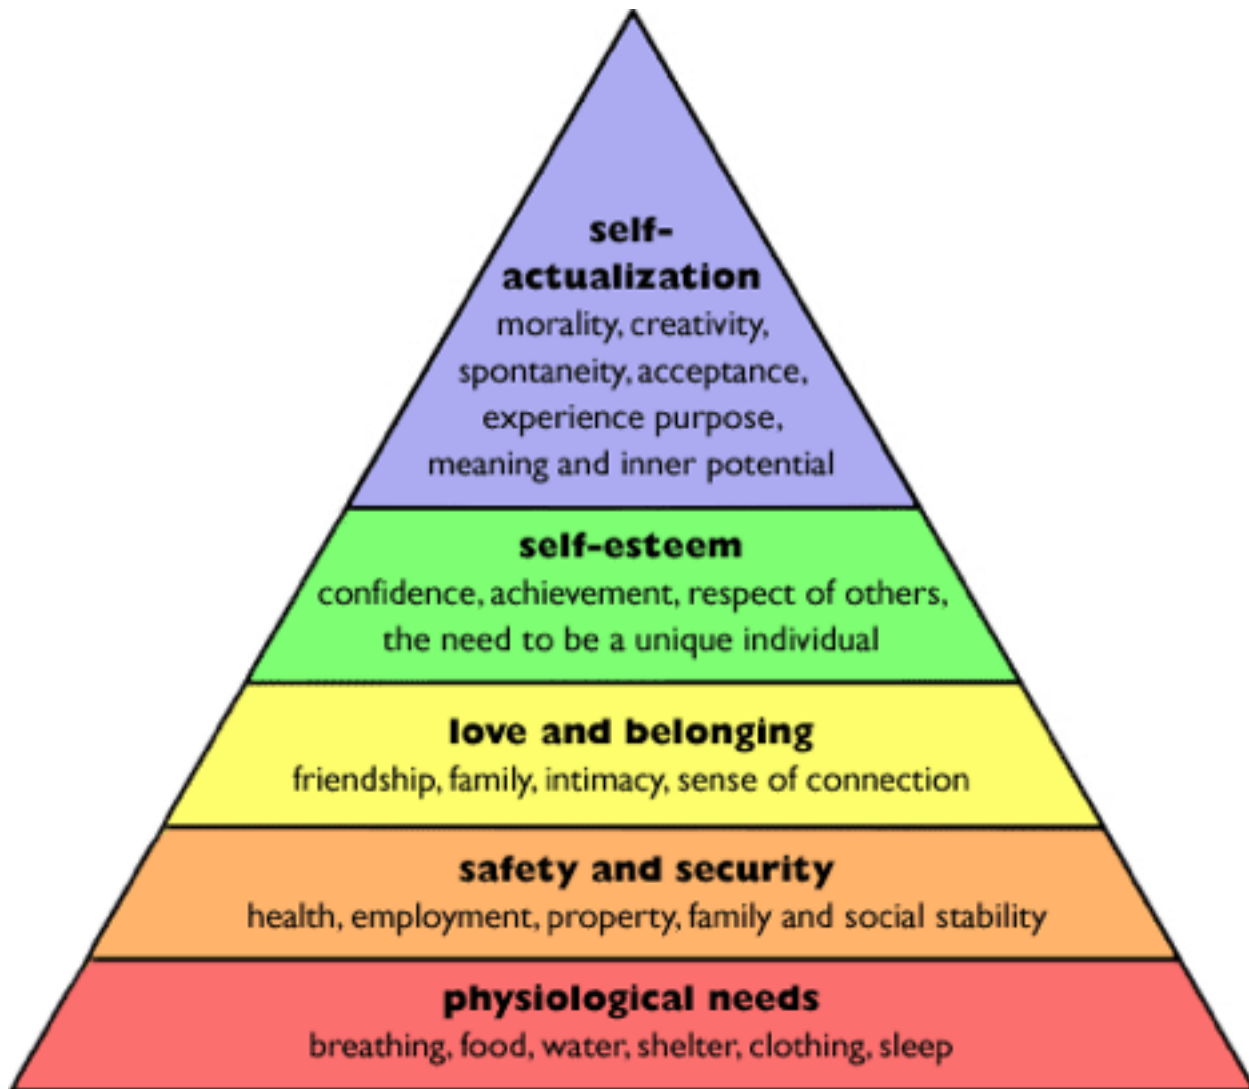 self-
actualization
morality, creativity,
spontaneity, acceptance,
experience purpose,
meaning and inner potential
self-esteem
confidence, achievement, respect of others,
the need to be a unique individual
love and belonging
friendship, family, intimacy, sense of connection
safety and security
health, employment, property, family and social stability
physiological needs
breathing, food, water, shelter, clothing, sleep